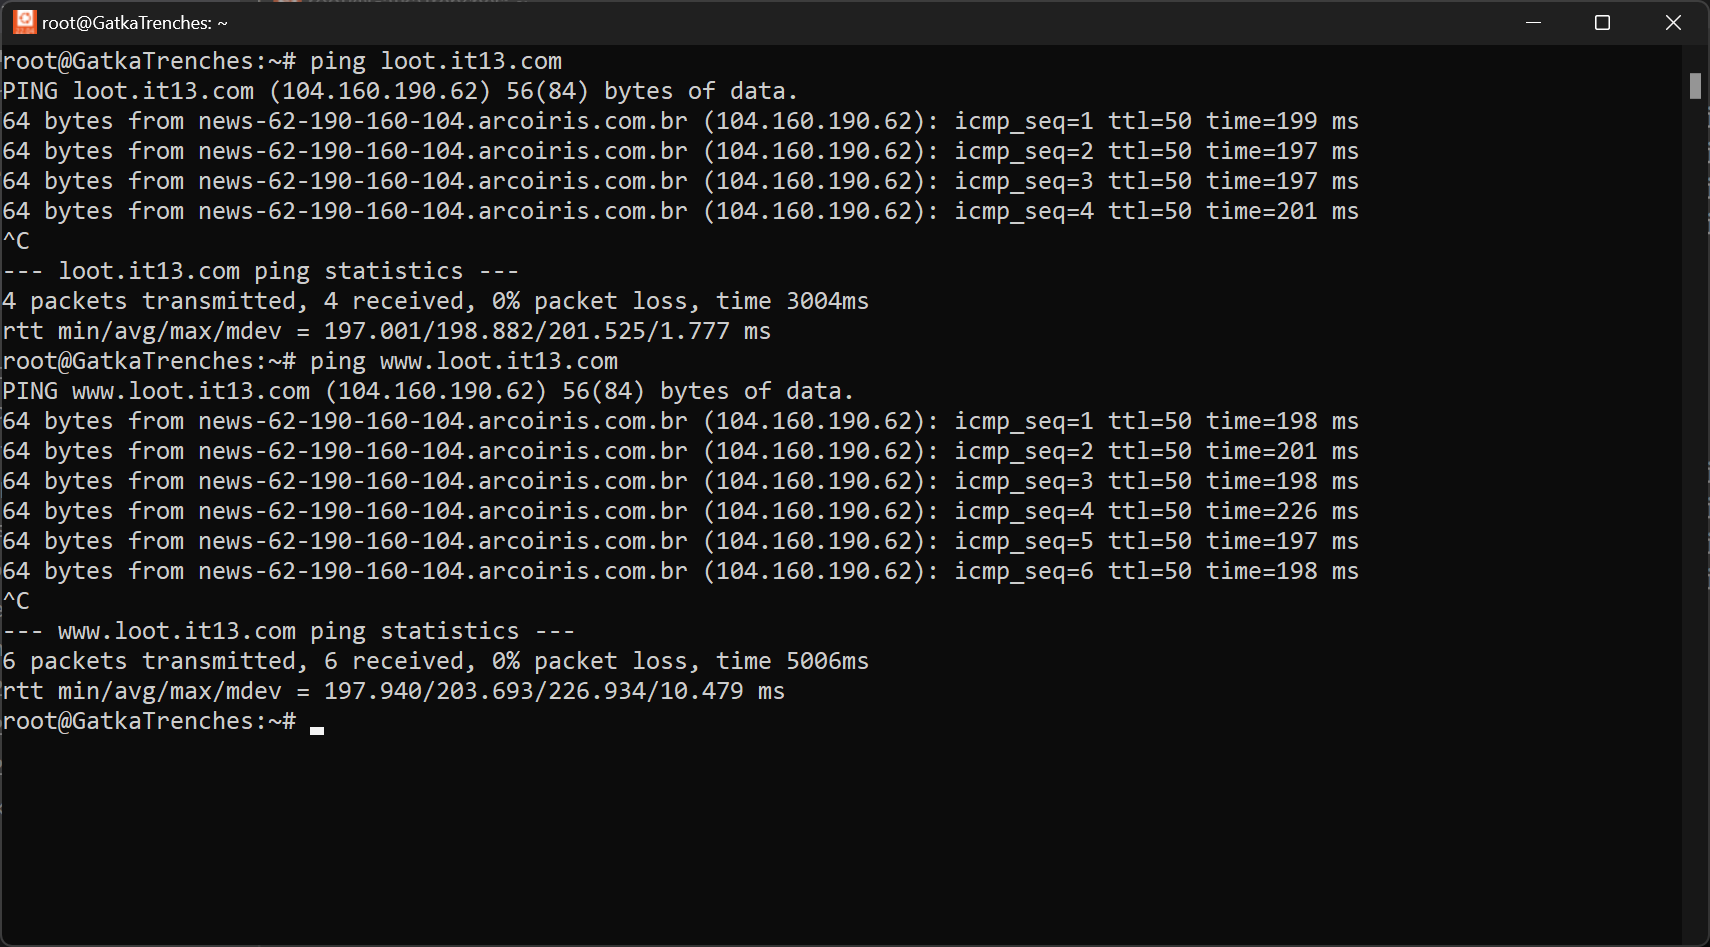 root@GatkaTrenches: ~
root@GatkaTrenches:~# ping loot.it13.com
PING loot.it13.com (104.160.190.62) 56(84) bytes of data.
64 bytes from news-62-190-160-104.arcoiris.com.br (104.160.190.62): icmp_seq=1 ttl=50 time=199 ms
64 bytes from news-62-190-160-104.arcoiris.com.br (104.160.190.62): icmp_seq=2 ttl=50 time=197 ms
64 bytes from news-62-190-160-104.arcoiris.com.br (104.160.190.62): icmp_seq=3 ttl=50 time=197 ms
64 bytes from news-62-190-160-104.arcoiris.com.br (104.160.190.62): icmp_seq=4 ttl=50 time=201 ms
^C
--- loot.it13.com ping statistics ---
4 packets transmitted, 4 received, 0% packet loss, time 3004ms
rtt min/avg/max/mdev = 197.001/198.882/201.525/1.777 ms
root@GatkaTrenches:~# ping www.loot.it13.com
PING www.loot.it13.com (104.160.190.62) 56(84) bytes of data.
64 bytes from news-62-190-160-104.arcoiris.com.br (104.160.190.62): icmp_seq=1 ttl=50 time=198 ms
64 bytes from news-62-190-160-104.arcoiris.com.br (104.160.190.62): icmp_seq=2 ttl=50 time=201 ms
64 bytes from news-62-190-160-104.arcoiris.com.br (104.160.190.62): icmp_seq=3 ttl=50 time=198 ms
64 bytes from news-62-190-160-104.arcoiris.com.br (104.160.190.62): icmp_seq=4 ttl=50 time=226 ms
64 bytes from news-62-190-160-104.arcoiris.com.br (104.160.190.62): icmp_seq=5 ttl=50 time=197 ms
64 bytes from news-62-190-160-104.arcoiris.com.br (104.160.190.62): icmp_seq=6 ttl=50 time=198 ms
^C
--- www.loot.it13.com ping statistics ---
6 packets transmitted, 6 received, 0% packet loss, time 5006ms
rtt min/avg/max/mdev = 197.940/203.693/226.934/10.479 ms
root@GatkaTrenches:~#